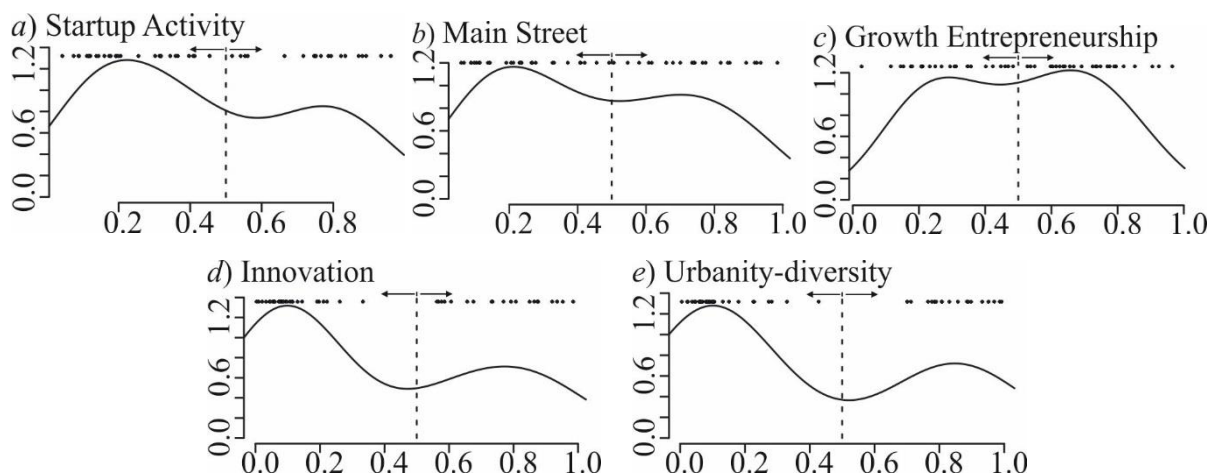 a) Startup Activity
b) Main Street
c) Growth Entrepreneurship
0.0 0.6 1.2
0.0 0.6 1.2
0.0 0.6 1.2
0.2 0.4 0.6 0.8
0.2 0.4 0.6 0.8 1.0
0.0 0.2 0.4 0.6 0.8 1.0
d) Innovation
e) Urbanity-diversity
0.0 0.6 1.2
0.0 0.6 1.2
0.0 0.2 0.4 0.6 0.8 1.0
0.0 0.2 0.4 0.6 0.8 1.0